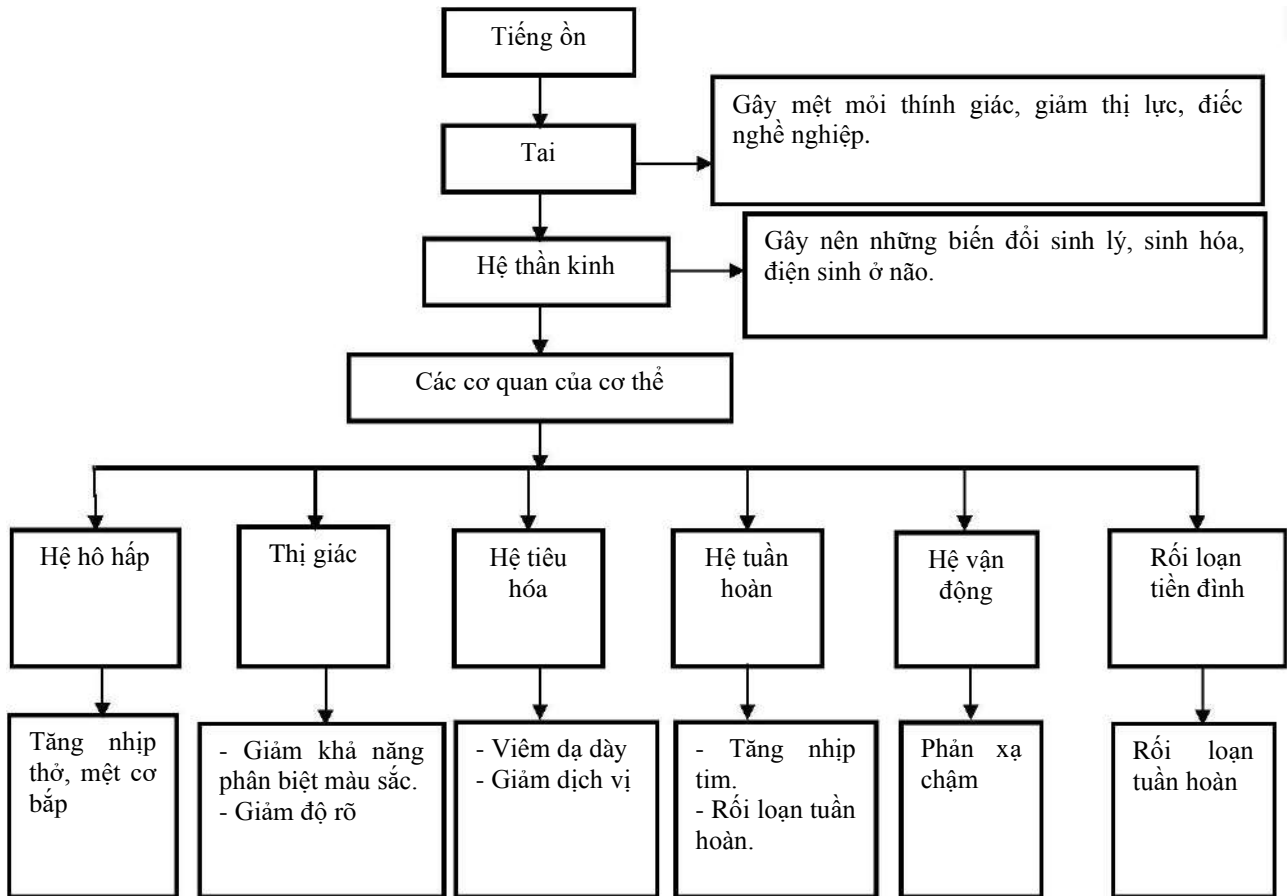 Tiếng ồn
Gây mệt mỏi thính giác, giảm thị lực, điếc
nghề nghiệp.
Tai
Gây nên những biến đổi sinh lý, sinh hóa,
điện sinh ở não.
Hệ thần kinh
Các cơ quan của cơ thể
Hệ hô hấp
Thị giác
Hệ tiêu
hóa
Hệ tuần
hoàn
Hệ vận
động
Rối loạn
tiền đình
Tăng nhịp
thở, mệt cơ
bắp
- Giảm khả năng
phân biệt màu sắc.
- Giảm độ rõ
- Viêm dạ dày
- Giảm dịch vị
- Tăng nhịp
tim.
- Rối loạn tuần
hoàn.
Phản xạ
chậm
Rối loạn
tuần hoàn